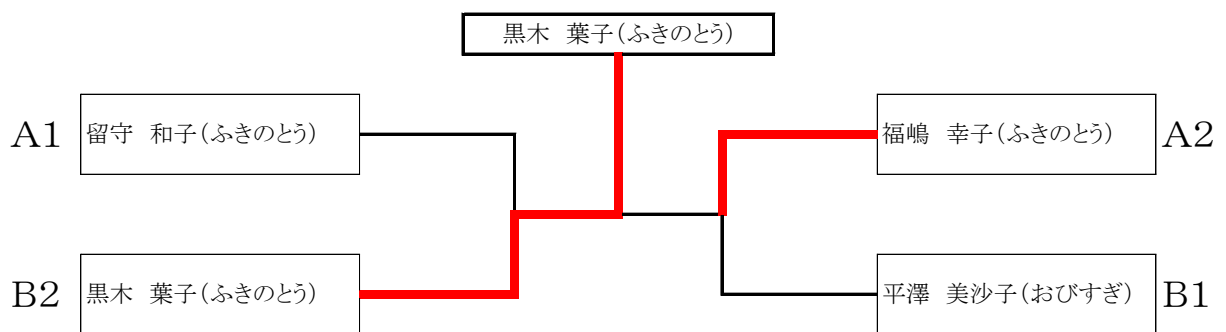 黒木　葉子（ふきのとう）
A1
留守　和子（ふきのとう）
福嶋　幸子（ふきのとう）
A2
B2
黒木　葉子（ふきのとう）
平澤　美沙子（おびすぎ）
B1